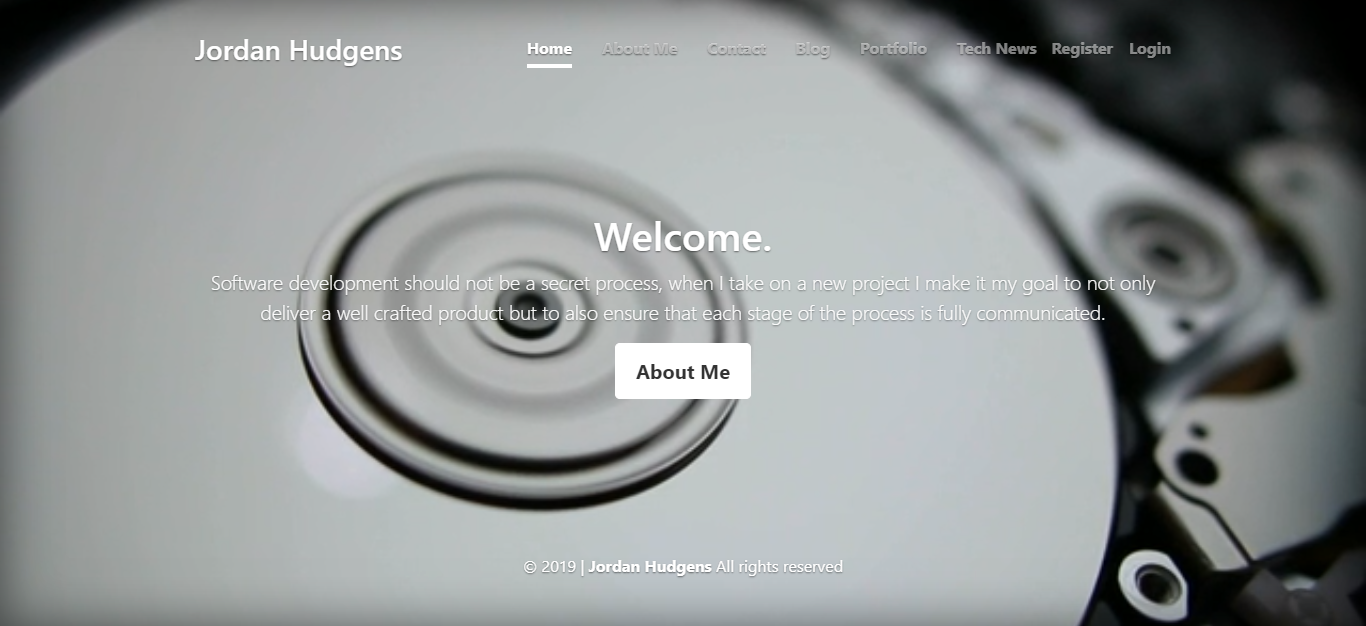 Jordan Hudgens
Home About Me Contact Blog Portfolio Tech News Register Login
Welcome.
Software development should not be a secret process, when I take on a new project I make it my goal to not only
deliver a well crafted product but to also ensure that each stage of the process is fully communicated.
About Me
© 2019 | Jordan Hudgens All rights reserved